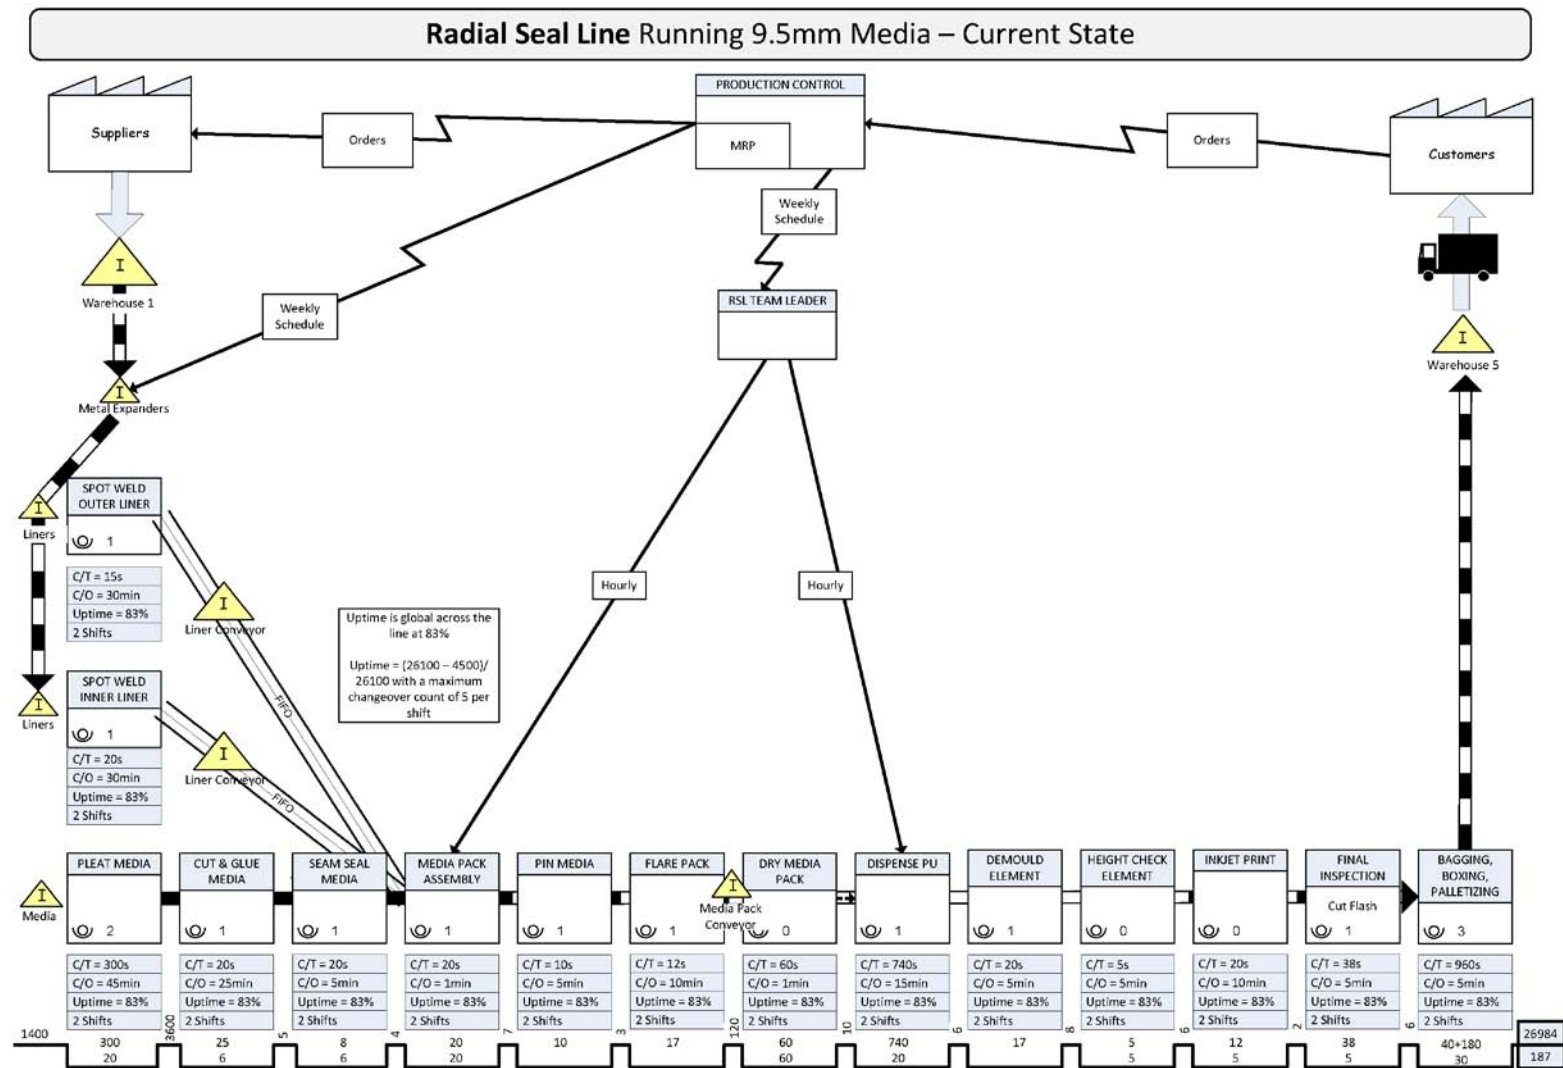 Radial Seal Line Running 9.5mm Media – Current State
Suppliers
Orders
PRODUCTION CONTROL
MRP
Orders
Customers
Weekly
Schedule
I
Warehouse 1
Weekly
Schedule
RSL TEAM LEADER
I
Warehouse 5
I
Metal Expanders
I
Liners
SPOT WELD
OUTER LINER
1
C/T = 15s
C/O = 30min
Uptime = 83%
2 Shifts
I
Liner Conveyor
FIFO
Hourly
Hourly
Uptime is global across the
line at 83%
Uptime = (26100 – 4500)/
26100 with a maximum
changeover count of 5 per
shift
I
Liners
SPOT WELD
INNER LINER
1
C/T = 20s
C/O = 30min
Uptime = 83%
2 Shifts
I
Liner Conveyor
FIFO
I
Media
PLEAT MEDIA
2
C/T = 300s
C/O = 45min
Uptime = 83%
2 Shifts
CUT & GLUE
MEDIA
1
C/T = 20s
C/O = 25min
Uptime = 83%
2 Shifts
SEAM SEAL
MEDIA
1
C/T = 20s
C/O = 5min
Uptime = 83%
2 Shifts
MEDIA PACK
ASSEMBLY
1
C/T = 20s
C/O = 1min
Uptime = 83%
2 Shifts
PIN MEDIA
1
C/T = 10s
C/O = 5min
Uptime = 83%
2 Shifts
FLARE PACK
1
C/T = 12s
C/O = 10min
Uptime = 83%
2 Shifts
I
Media Pack
Conveyor
DRY MEDIA
PACK
0
C/T = 60s
C/O = 1min
Uptime = 83%
2 Shifts
DISPENSE PU
1
C/T = 740s
C/O = 15min
Uptime = 83%
2 Shifts
DEMOULD
ELEMENT
1
C/T = 20s
C/O = 5min
Uptime = 83%
2 Shifts
HEIGHT CHECK
ELEMENT
0
C/T = 5s
C/O = 5min
Uptime = 83%
2 Shifts
INKJET PRINT
0
C/T = 20s
C/O = 10min
Uptime = 83%
2 Shifts
FINAL
INSPECTION
Cut Flash
1
C/T = 38s
C/O = 5min
Uptime = 83%
2 Shifts
BAGGING,
BOXING,
PALLETIZING
3
C/T = 960s
C/O = 5min
Uptime = 83%
2 Shifts
1400 3600 5 4 7 3 120 10 6 8 6 2 6 26984
300 25 8 20 10 17 60 740 17 5 12 38 40+180
20 6 6 20 60 20 5 5 5 30 187